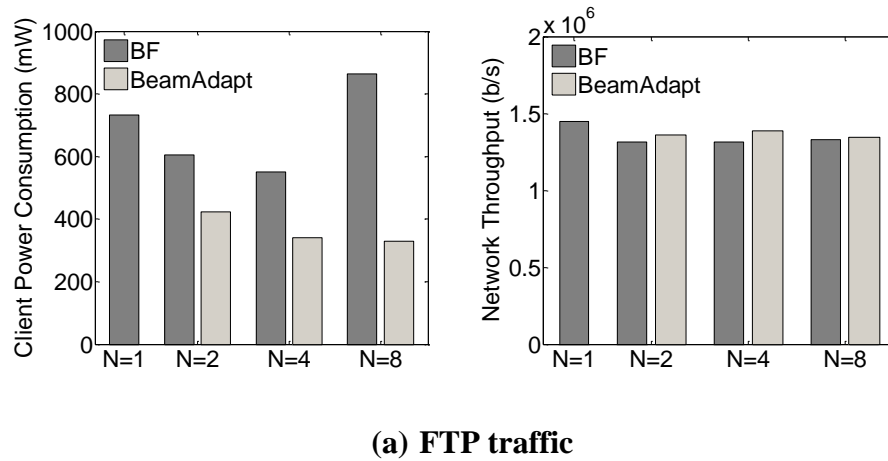 Client Power Consumption (mW)
1000
800
600
400
200
0
BF
BeamAdapt
N=1 N=2 N=4 N=8
Network Throughput (b/s)
2 x 10^6
1.5
1
0.5
0
BF
BeamAdapt
N=1 N=2 N=4 N=8
(a) FTP traffic